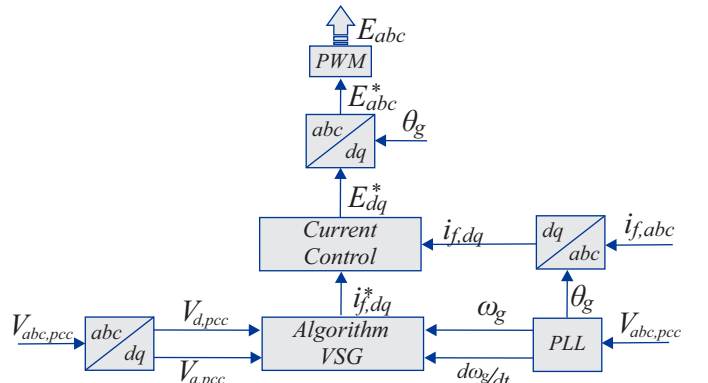 E_abc
PWM
E*_abc
abc
dq
θ_g
E*_dq
Current
Control
i_f,dq
dq
abc
i_f,abc
i*_f,dq
θ_g
V_abc,pcc
abc
dq
V_d,pcc
V_q,pcc
Algorithm
VSG
ω_g
dω_g/dt
PLL
V_abc,pcc